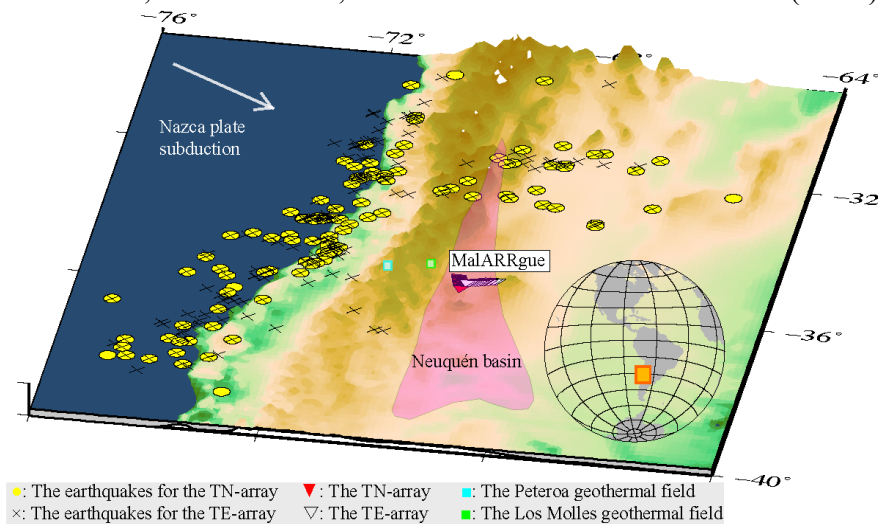 −76°
−72°
−64°
Nazca plate
subduction
−32°
MalARRgue
−36°
Neuquén basin
−40°
: The earthquakes for the TN-array : The TN-array : The Peteroa geothermal field
: The earthquakes for the TE-array : The TE-array : The Los Molles geothermal field